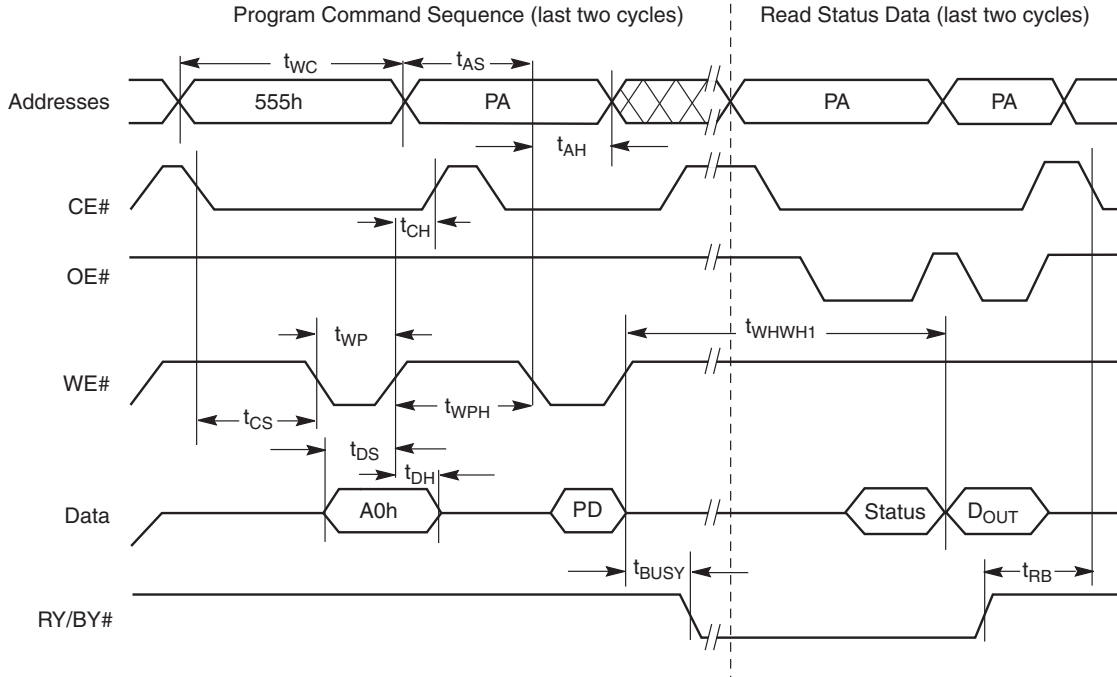 Program Command Sequence (last two cycles)
Read Status Data (last two cycles)
tWC
tAS
Addresses
555h
PA
PA
PA
tAH
CE#
tCH
OE#
tWP
tWHWH1
WE#
tCS
tWPH
tDS
tDH
Data
A0h
PD
Status
DOUT
tBUSY
tRB
RY/BY#